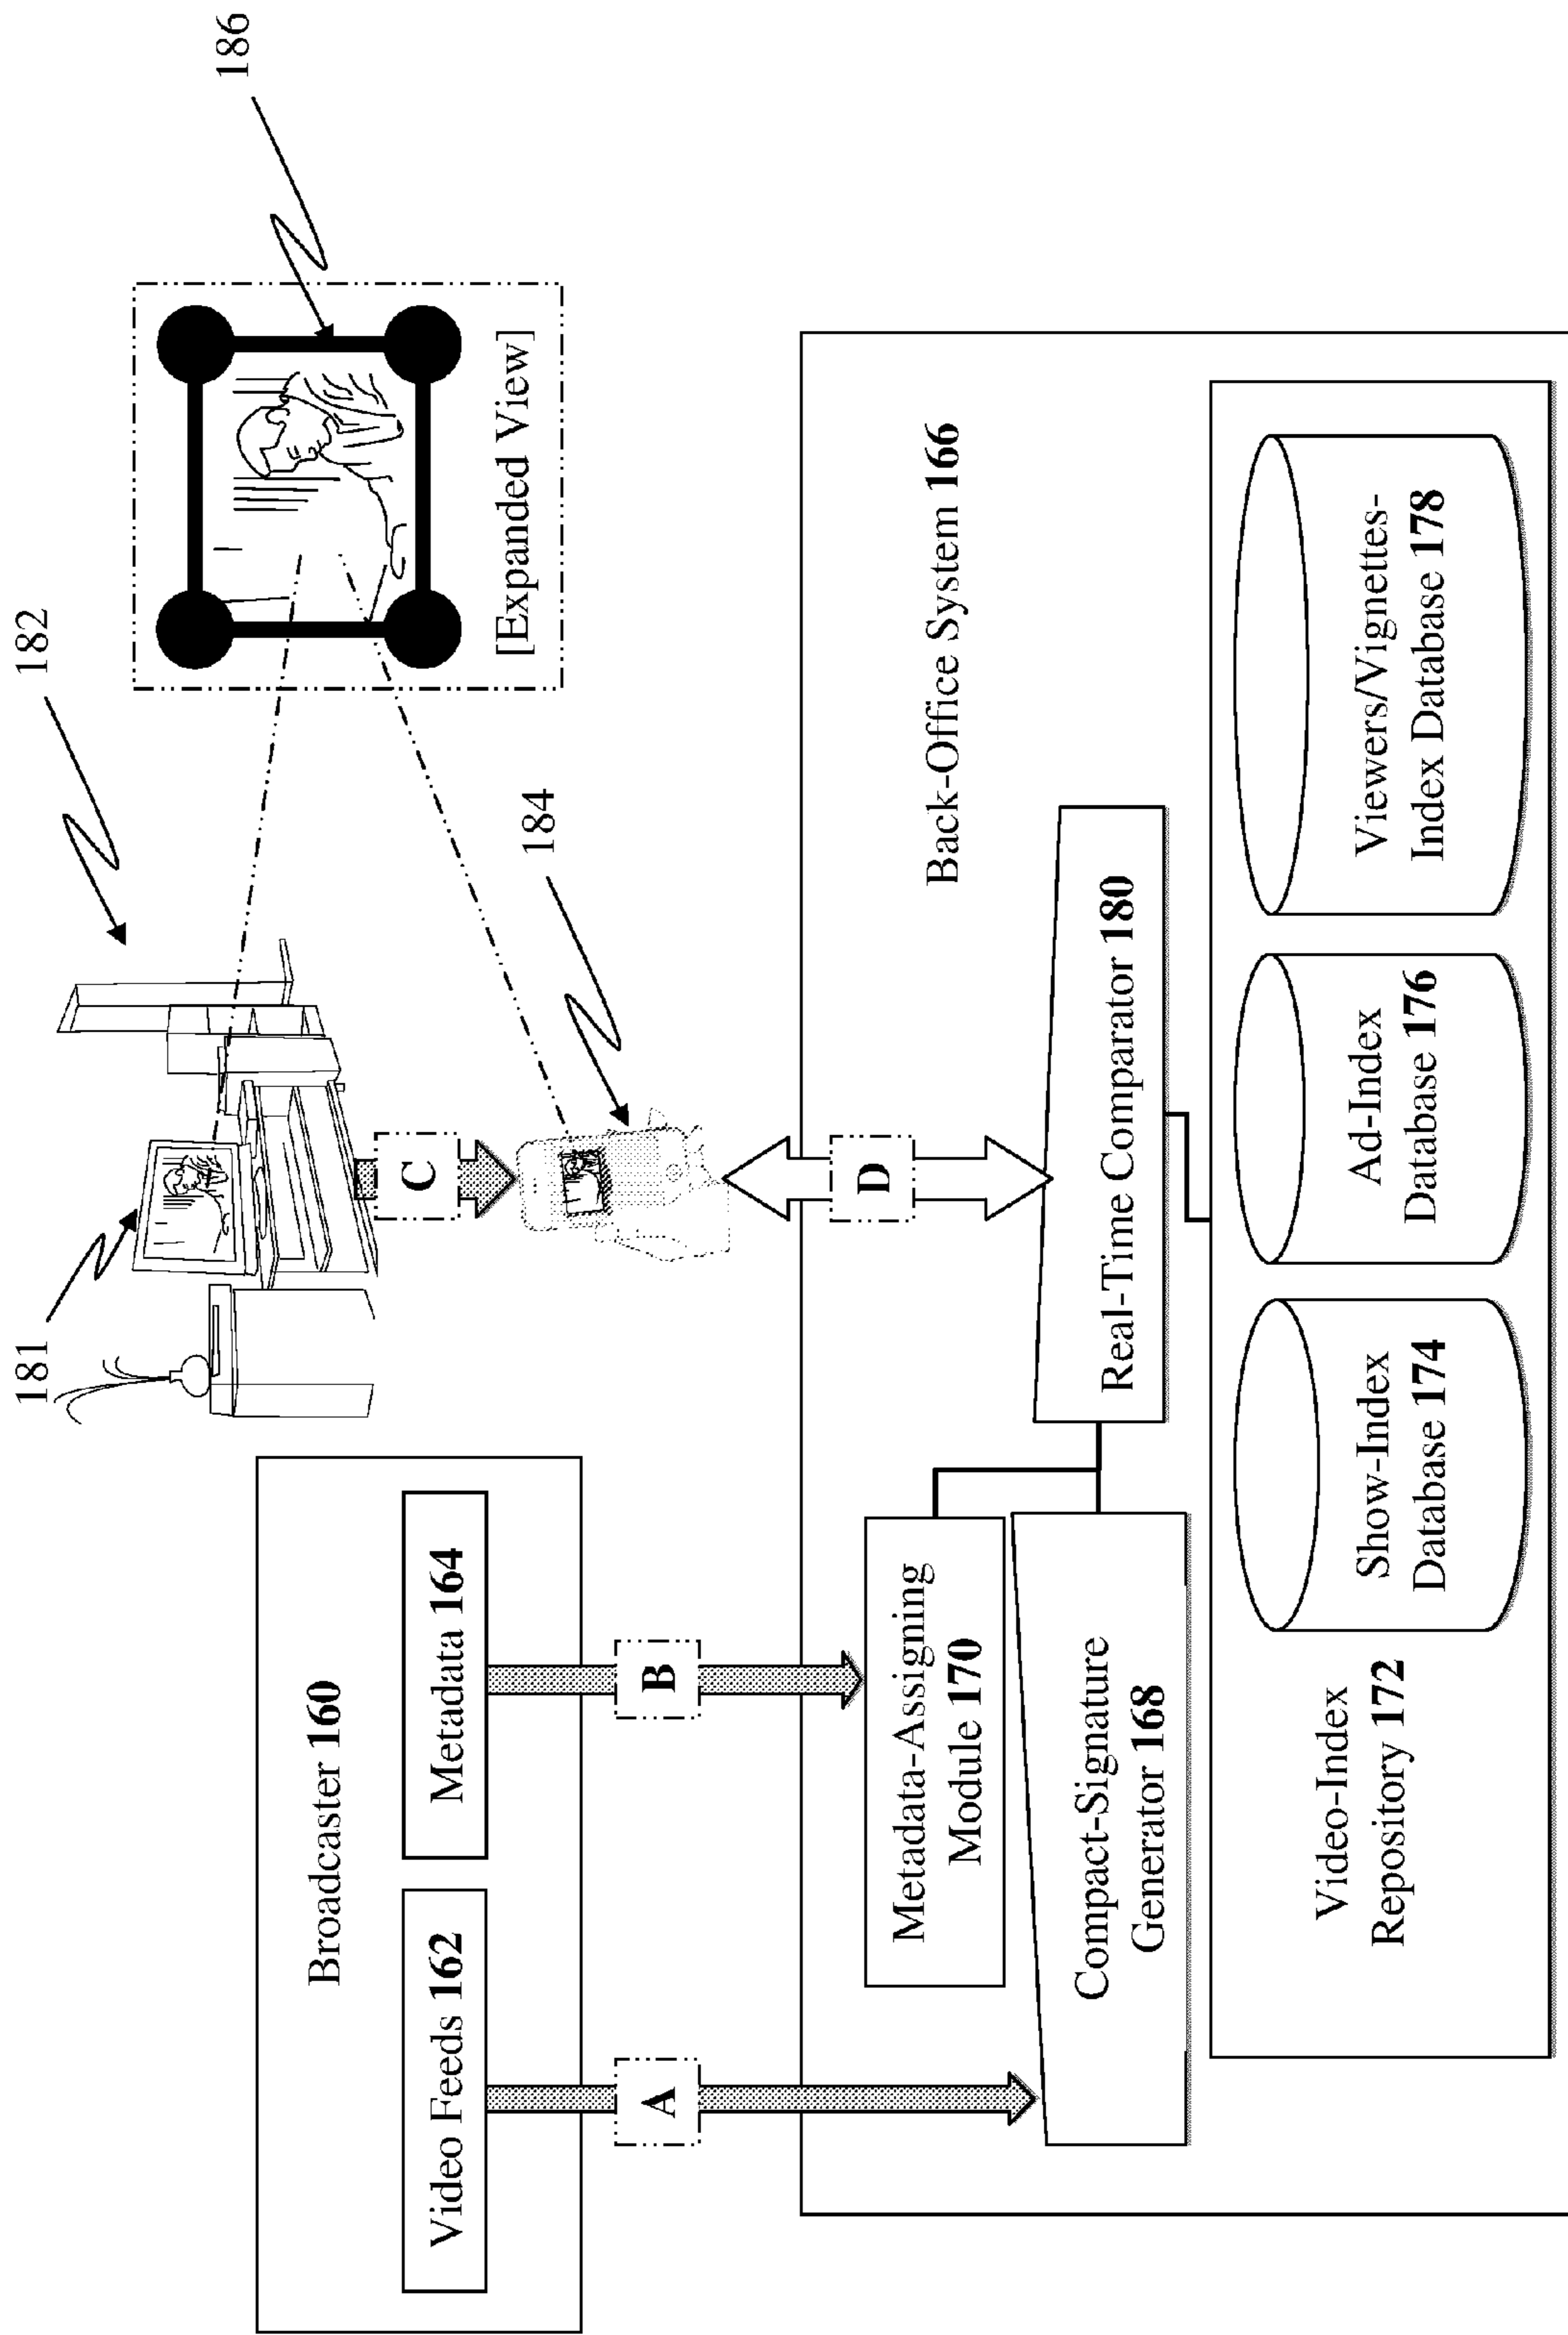 181
182
186
Broadcaster 160
Video Feeds 162
Metadata 164
A
B
C
D
184
[Expanded View]
Back-Office System 166
Metadata-Assigning
Module 170
Compact-Signature
Generator 168
Real-Time Comparator 180
Video-Index
Repository 172
Show-Index
Database 174
Ad-Index
Database 176
Viewers/Vignettes-
Index Database 178